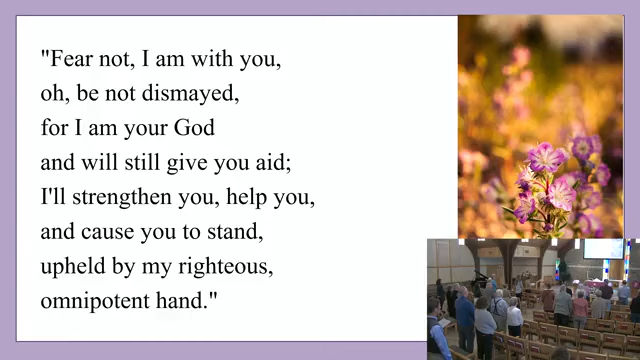 "Fear not, I am with you,
oh, be not dismayed,
for I am your God
and will still give you aid;
I'll strengthen you, help you,
and cause you to stand,
upheld by my righteous,
omnipotent hand."